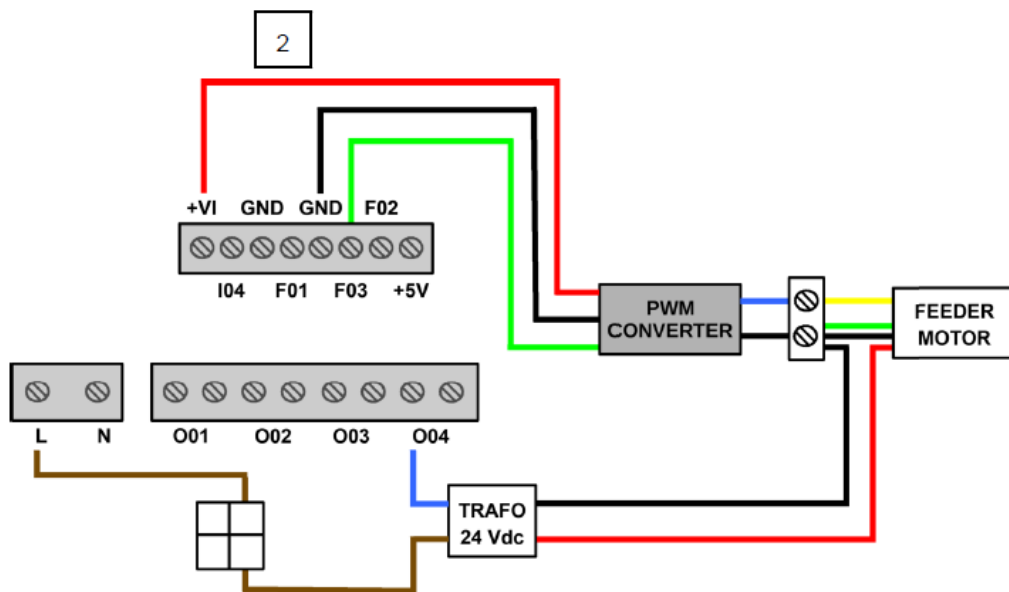 2
+VI GND GND F02
I04 F01 F03 +5V
PWM
CONVERTER
FEEDER
MOTOR
L N O01 O02 O03 O04
TRAFO
24 Vdc